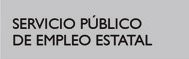 SERVICIO PÚBLICO
DE EMPLEO ESTATAL